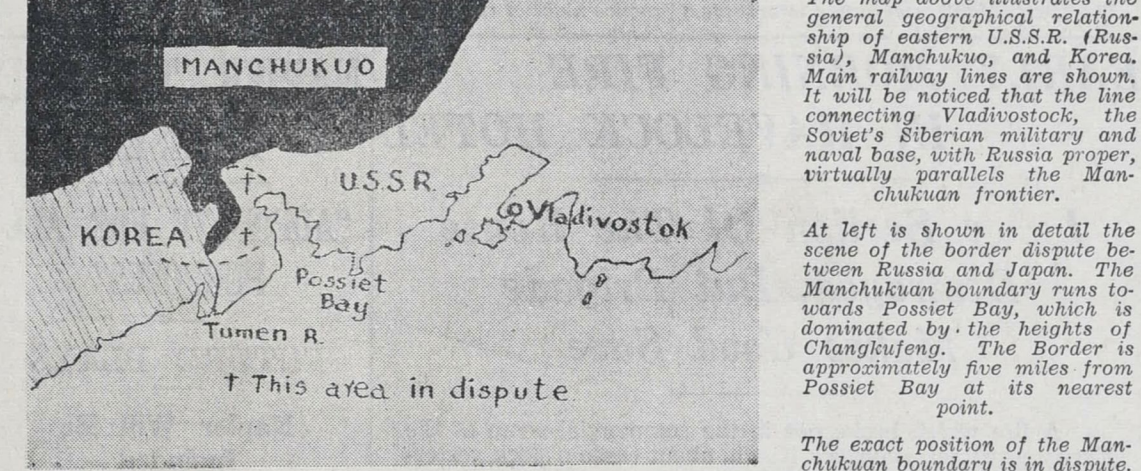 MANCHUKUO
U.S.S.R.
Vladivostok
KOREA
Possiet
Bay
Tumen R.
† This area in dispute.
The map above illustrates the
general geographical relation-
ship of eastern U.S.S.R. (Rus-
sia), Manchukuo, and Korea.
Main railway lines are shown.
It will be noticed that the line
connecting Vladivostock, the
Soviet's Siberian military and
naval base, with Russia proper,
virtually parallels the Man-
chukuan frontier.
At left is shown in detail the
scene of the border dispute be-
tween Russia and Japan. The
Manchukuan boundary runs to-
wards Possiet Bay, which is
dominated by the heights of
Changkufeng. The Border is
approximately five miles from
Possiet Bay at its nearest
point.
The exact position of the Man-
chukuan boundary is in dispute